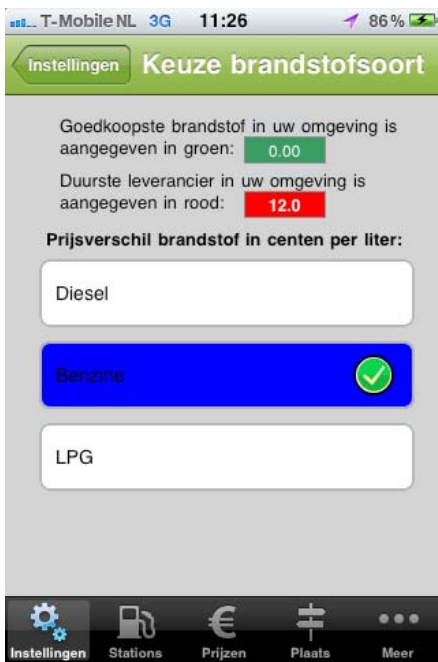 T-Mobile NL 3G 11:26 86%
Instellingen Keuze brandstofsoort
Goedkoopste brandstof in uw omgeving is
aangegeven in groen: 0.00
Duurste leverancier in uw omgeving is
aangegeven in rood: 12.0
Prijsverschil brandstof in centen per liter:
Diesel
Benzine
LPG
Instellingen Stations Prijzen Plaats Meer